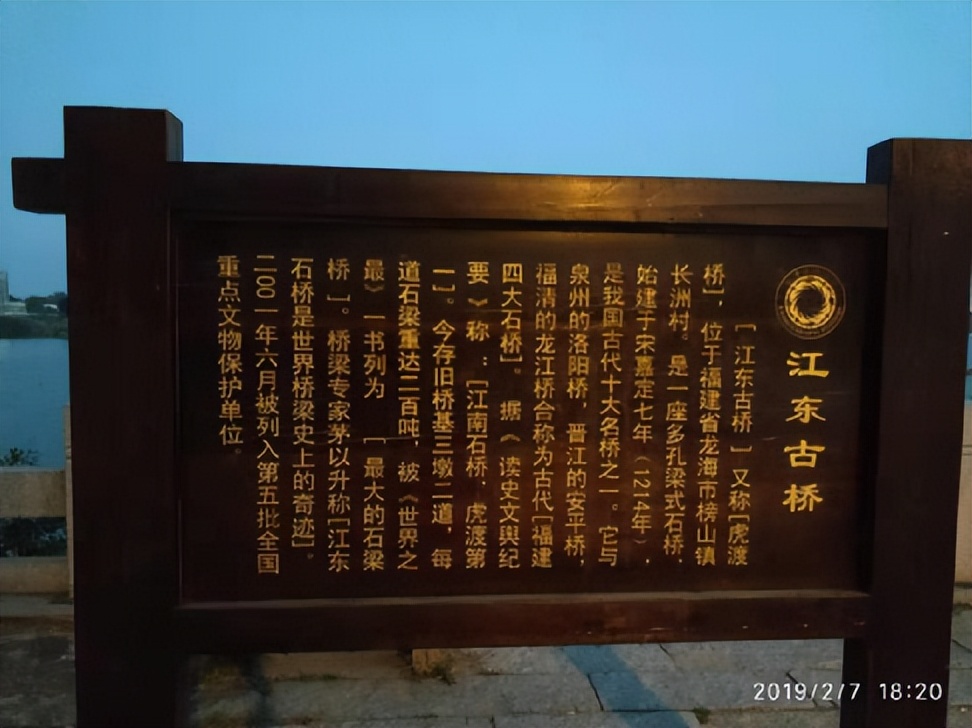 江东古桥
[江东古桥]又称[虎渡
桥]，位于福建省龙海市榜山镇
长洲村。是一座多孔梁式石桥，
始建于宋嘉定七年（1214年），
是我国古代十大名桥之一。它与
泉州的洛阳桥，晋江的安平桥，
福清的龙江桥合称为古代[福建
四大石桥]。据《读史文舆纪
要》称：[江南石桥，虎渡第
一]。今存旧桥基三墩二道，每
道石梁重达二百吨，被《世界之
最》一书列为[最大的石梁
桥]。桥梁专家茅以升称[江东
石桥是世界桥梁史上的奇迹]。
二00一年六月被列入第五批全国
重点文物保护单位。
2019/2/7 18:20